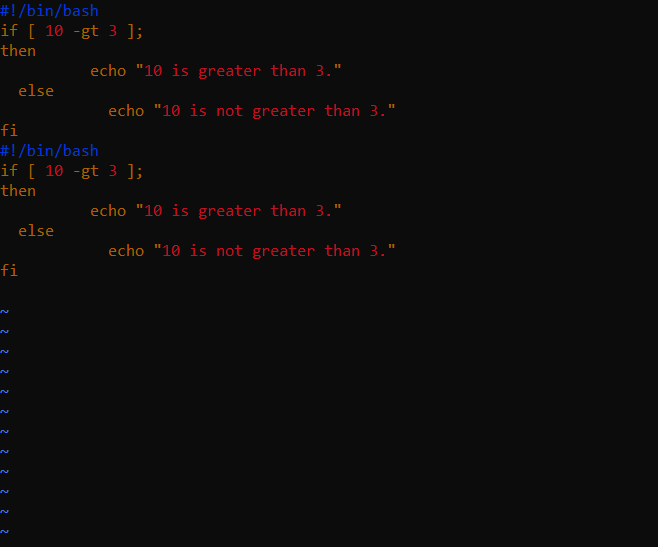 #!/bin/bash
if [ 10 -gt 3 ];
then
          echo "10 is greater than 3."
  else
            echo "10 is not greater than 3."
fi
#!/bin/bash
if [ 10 -gt 3 ];
then
          echo "10 is greater than 3."
  else
            echo "10 is not greater than 3."
fi

~
~
~
~
~
~
~
~
~
~
~
~